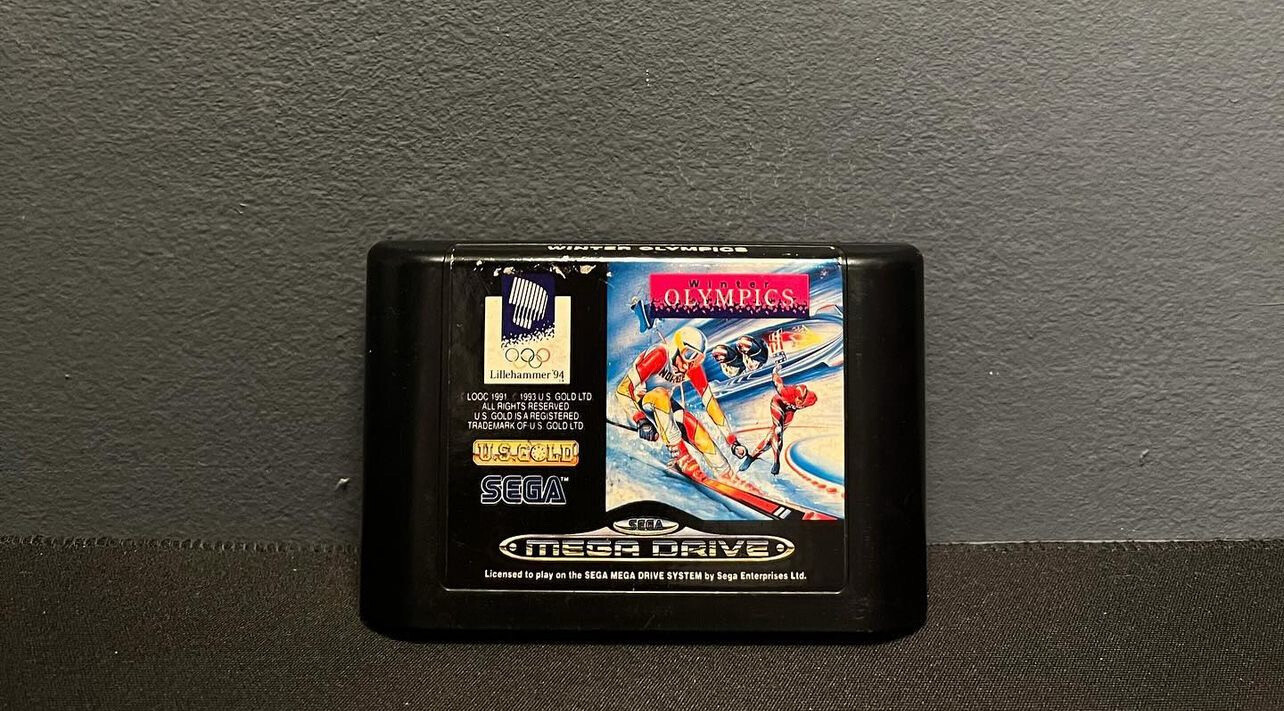 WINTER OLYMPICS
Lillehammer '94
LOOC 1991 © 1993 U.S. GOLD LTD.
ALL RIGHTS RESERVED
U.S. GOLD IS A REGISTERED
TRADEMARK OF U.S. GOLD LTD.
U.S. GOLD
SEGA™
Winter
OLYMPICS
SEGA
MEGA DRIVE
Licensed to play on the SEGA MEGA DRIVE SYSTEM by Sega Enterprises Ltd.